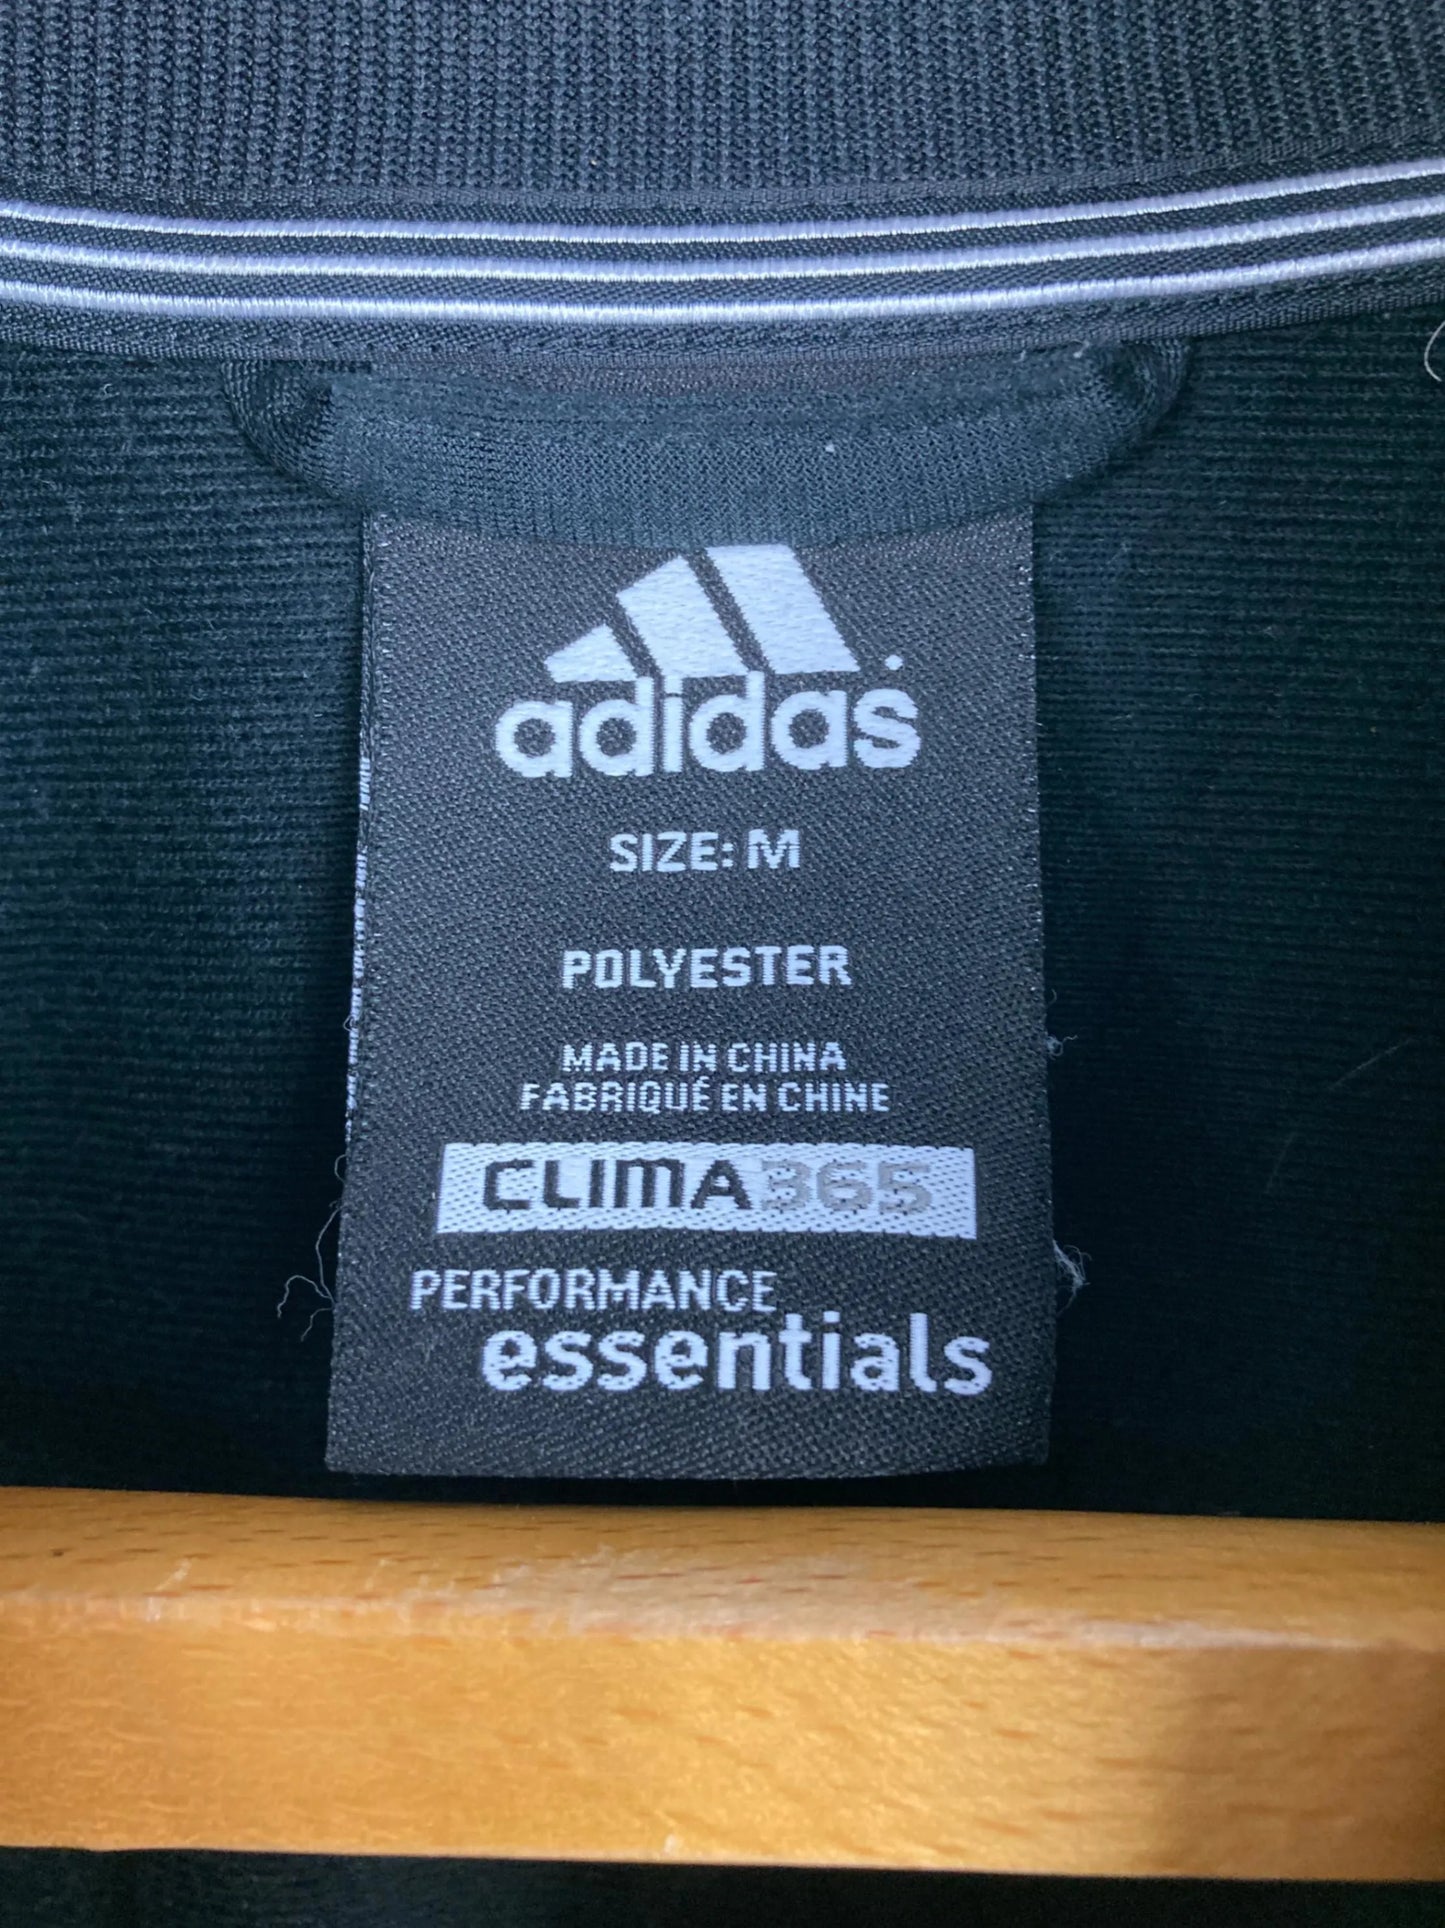 adidas
SIZE: M
POLYESTER
MADE IN CHINA
FABRIQUÉ EN CHINE
CLIMA365
PERFORMANCE
essentials